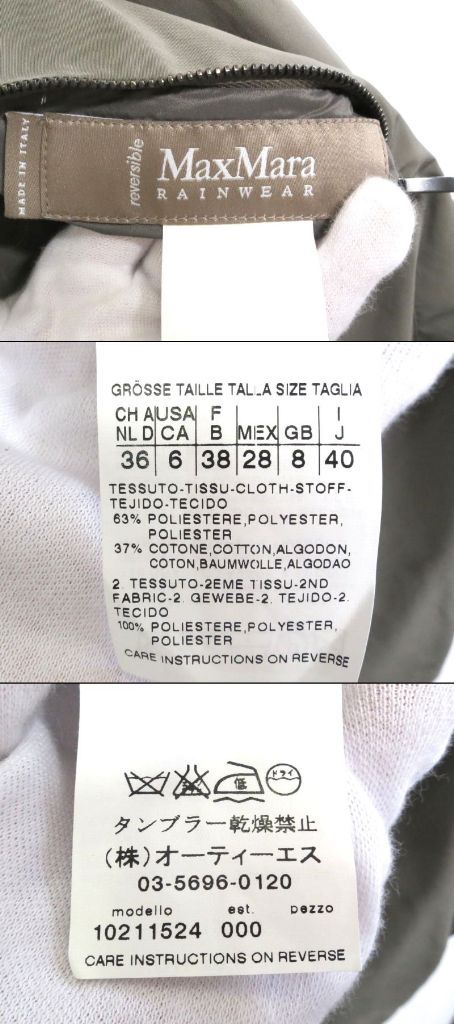 MADE IN ITALY
reversible
MaxMara
RAINWEAR
GRÖSSE TAILLE TALLA SIZE TAGLIA
CH A USA F I
NL D CA B MEX GB J
36 6 38 28 8 40
TESSUTO-TISSU-CLOTH-STOFF-
TEJIDO-TECIDO
63% POLIESTERE,POLYESTER,
POLIESTER
37% COTONE,COTTON,ALGODON,
COTON,BAUMWOLLE,ALGODAO
2. TESSUTO-2EME TISSU-2ND
FABRIC-2. GEWEBE-2. TEJIDO-2.
TECIDO
100% POLIESTERE,POLYESTER,
POLIESTER
CARE INSTRUCTIONS ON REVERSE
低 ドライ
タンブラー乾燥禁止
(株)オーティーエス
03-5696-0120
modello est. pezzo
10211524 000
CARE INSTRUCTIONS ON REVERSE